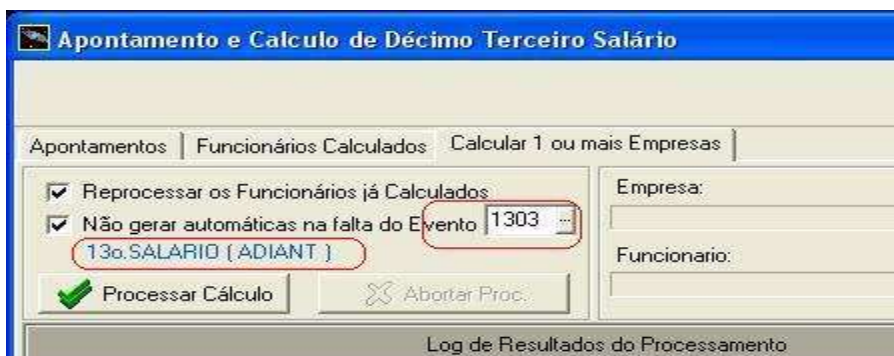 Apontamento e Calculo de Décimo Terceiro Salário
Apontamentos Funcionários Calculados Calcular 1 ou mais Empresas
Reprocessar os Funcionários já Calculados
Não gerar automáticas na falta do Evento 1303 ...
13o.SALARIO ( ADIANT )
Processar Cálculo Abortar Proc.
Empresa:
Funcionario:
Log de Resultados do Processamento